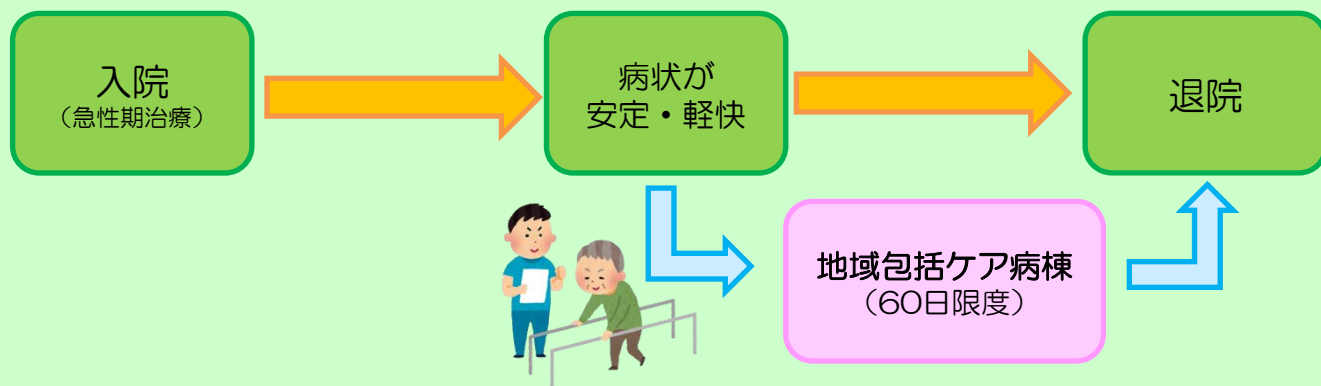 入院
（急性期治療）
病状が
安定・軽快
退院
地域包括ケア病棟
（60日限度）